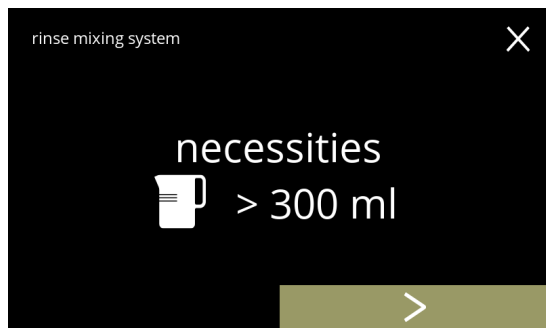 rinse mixing system
necessities
> 300 ml